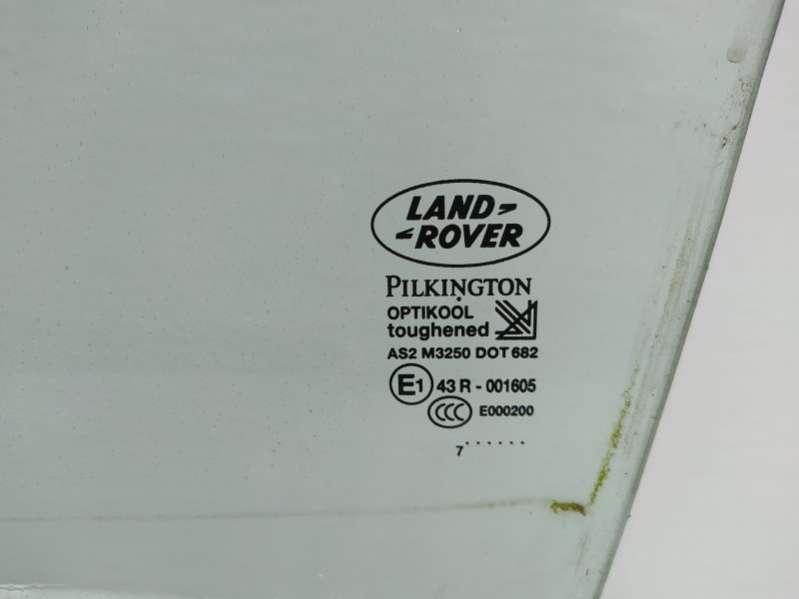 LAND
ROVER
PILKINGTON
OPTIKOOL
toughened
AS2 M3250 DOT 682
E1 43 R - 001605
CCC E000200
7 ......